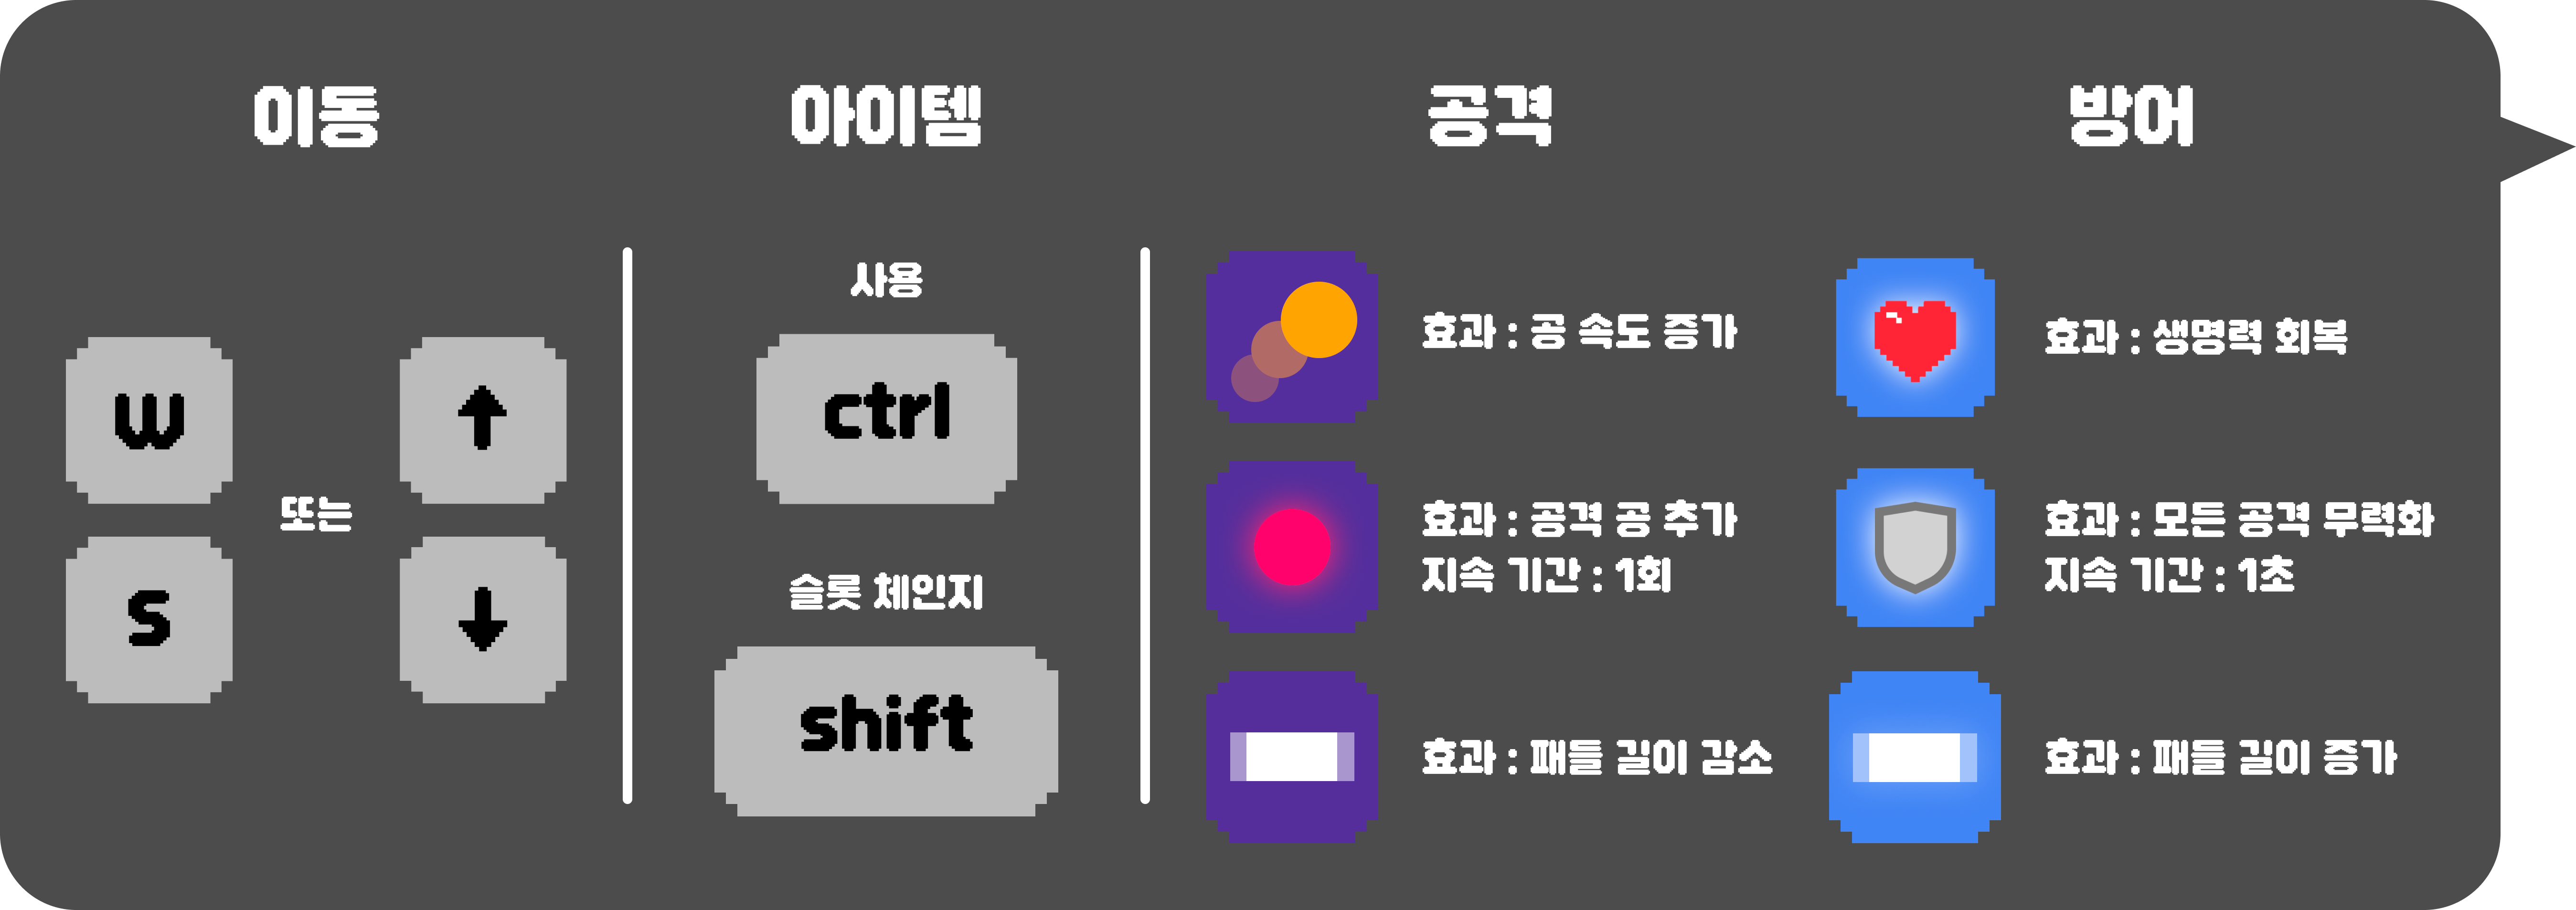 이동
w
s
또는
↑
↓
아이템
사용
ctrl
슬롯 체인지
shift
공격
효과 : 공 속도 증가
효과 : 공격 공 추가
지속 기간 : 1회
효과 : 패들 길이 감소
방어
효과 : 생명력 회복
효과 : 모든 공격 무력화
지속 기간 : 1초
효과 : 패들 길이 증가